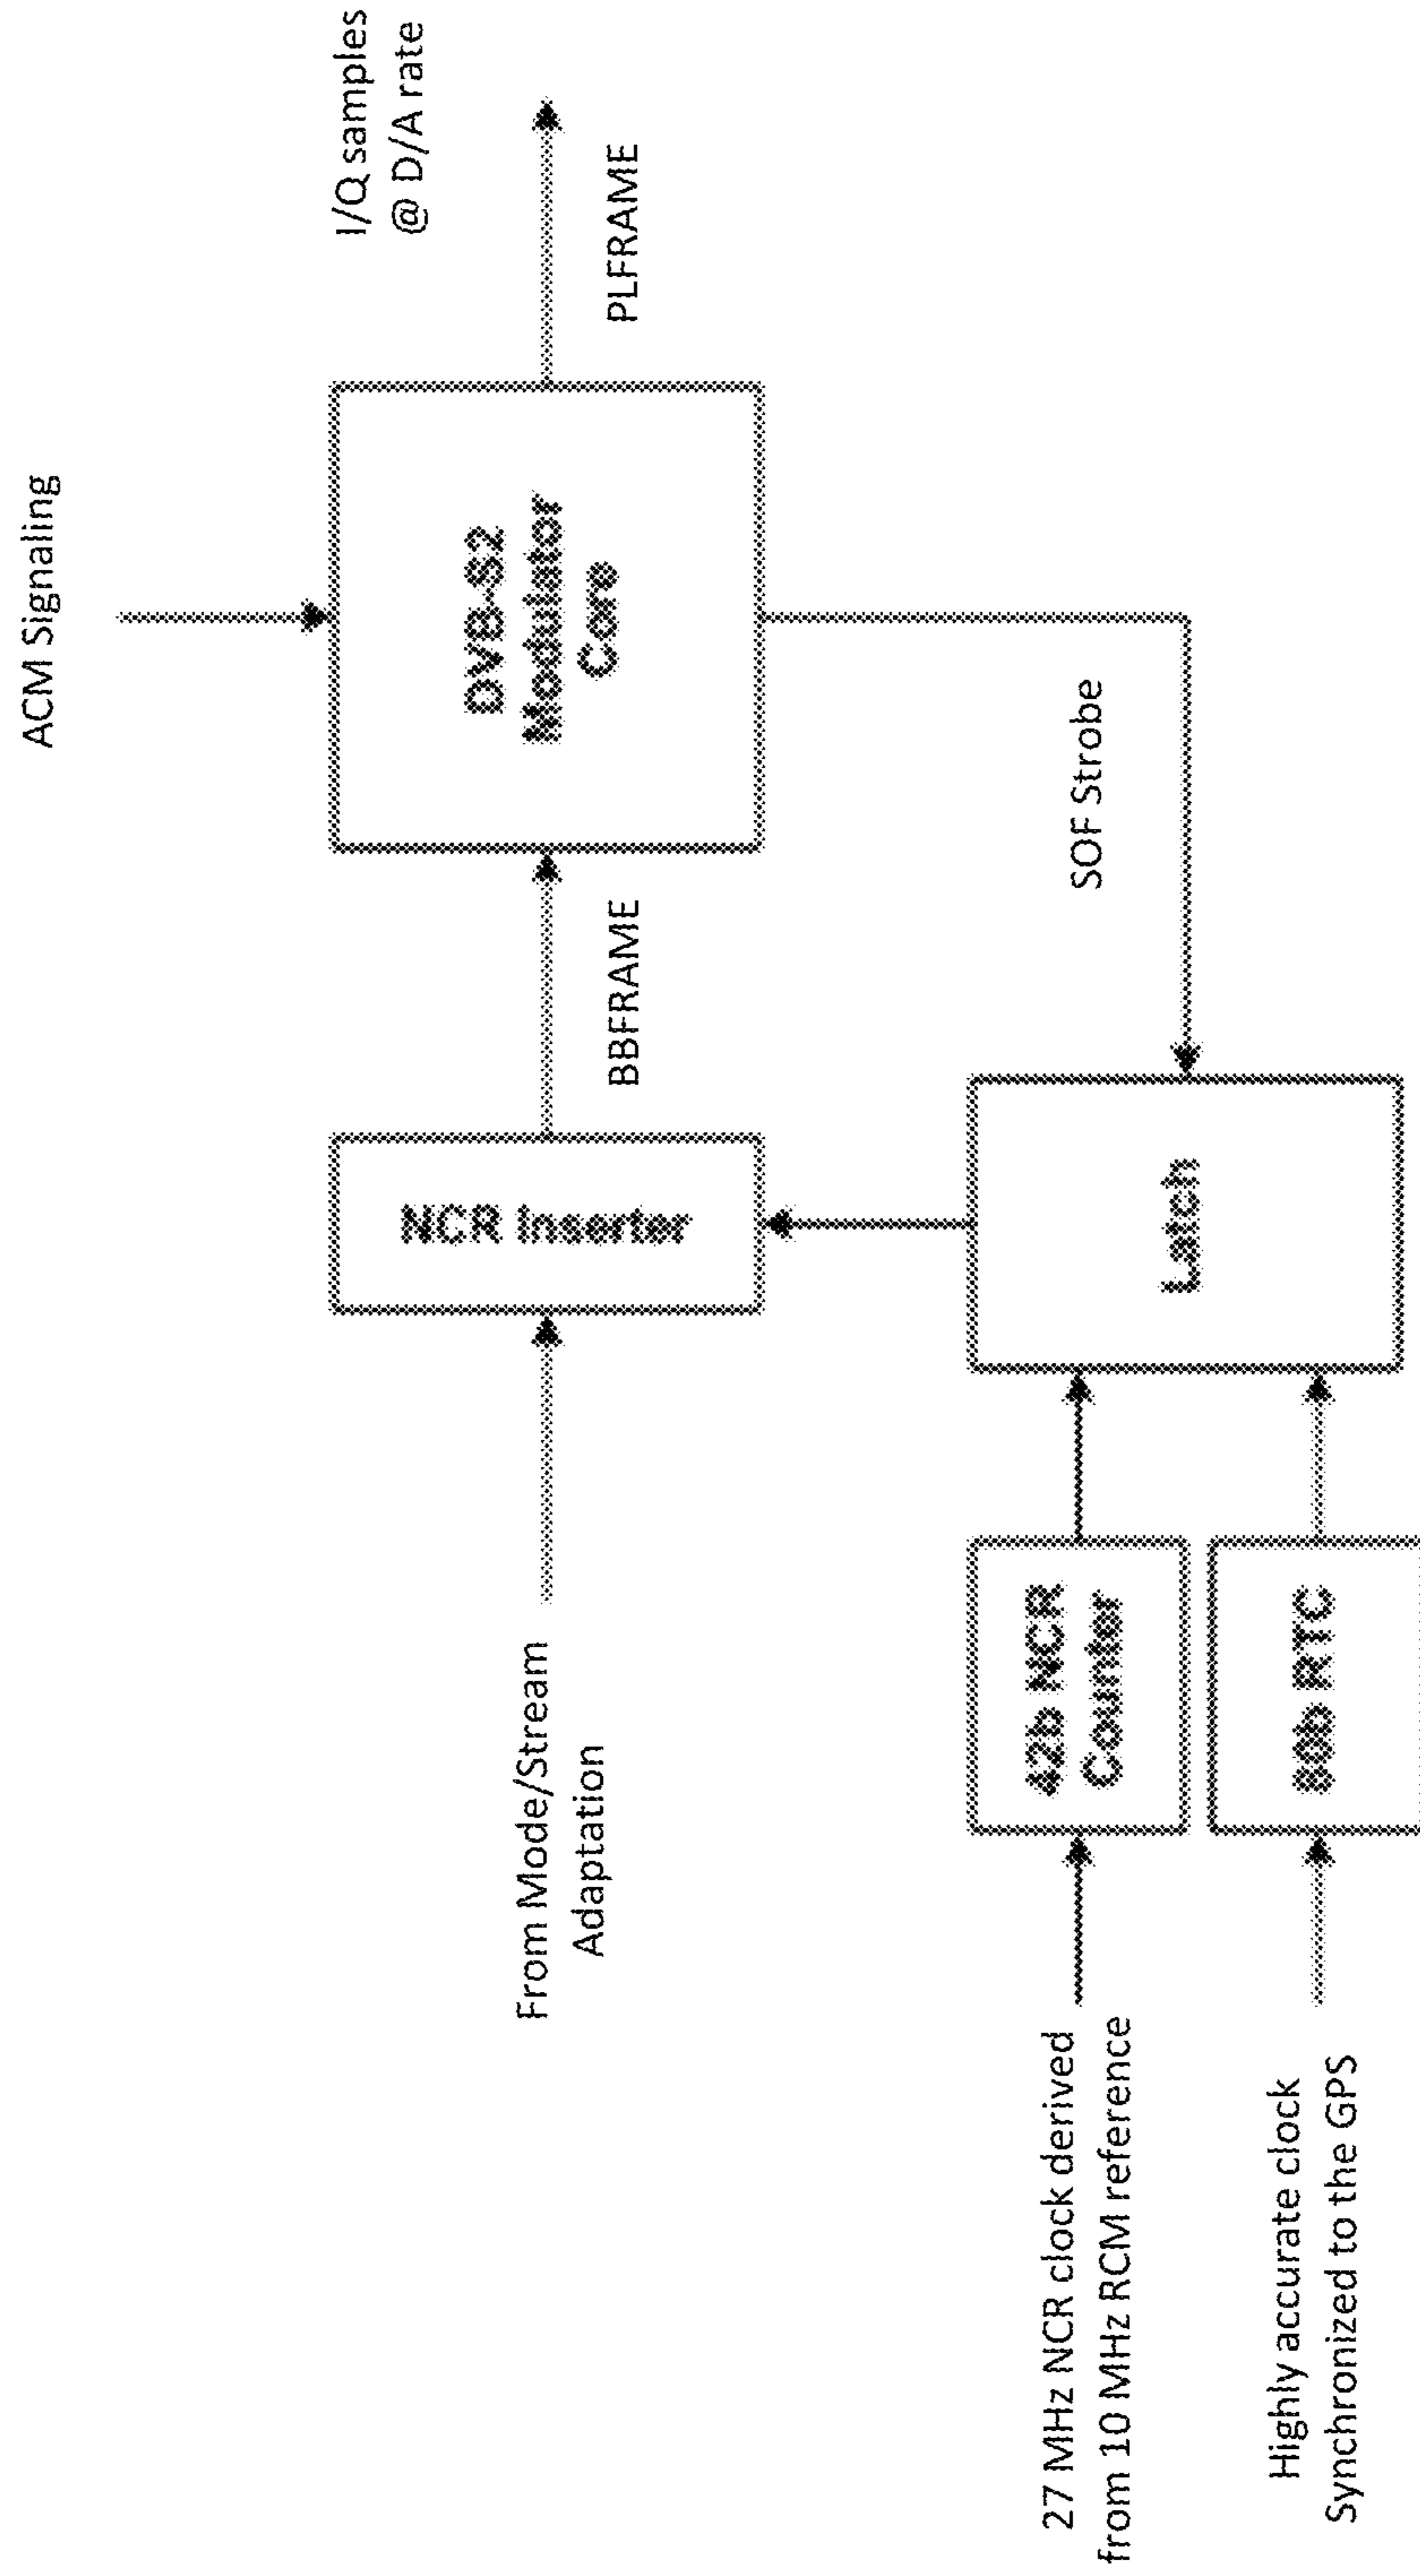 ACM Signaling
I/Q samples
@ D/A rate
DVB-S2
Modulator
Core
PLFRAME
BBFRAME
NCR Inserter
From Mode/Stream
Adaptation
SOF Strobe
Latch
42b NCR
Counter
80b RTC
27 MHz NCR clock derived
from 10 MHz RCM reference
Highly accurate clock
Synchronized to the GPS